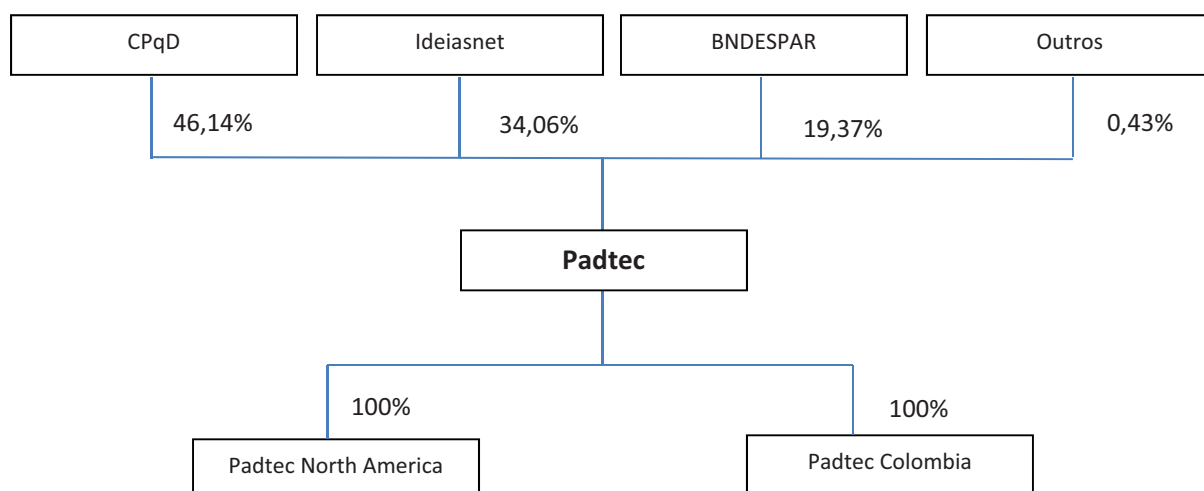 CPqD
Ideiasnet
BNDESPAR
Outros
46,14%
34,06%
19,37%
0,43%
Padtec
100%
100%
Padtec North America
Padtec Colombia